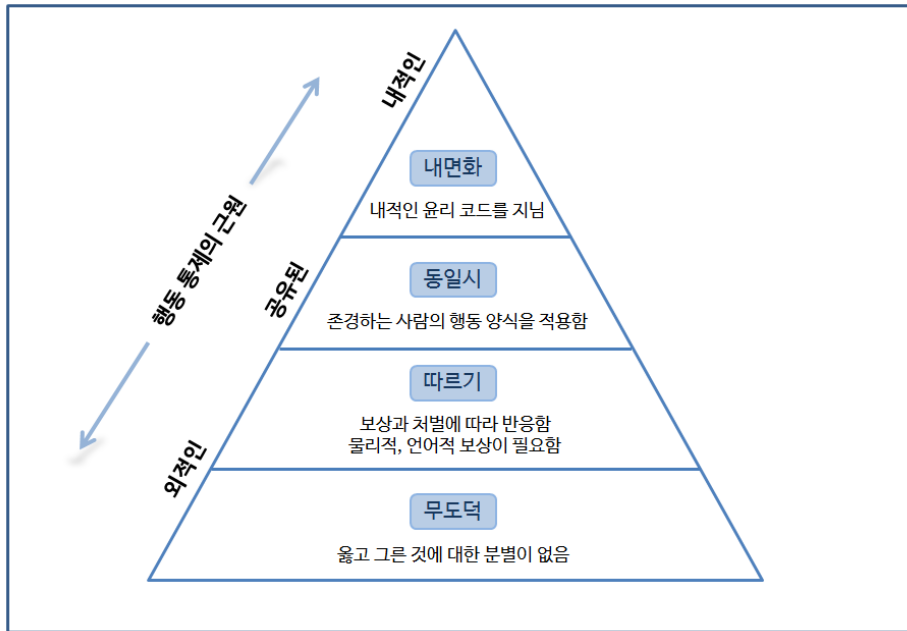 내적인
내면화
내적인 윤리 코드를 지님
행동 통제의 근원
공유된
동일시
존경하는 사람의 행동 양식을 적용함
따르기
보상과 처벌에 따라 반응함
물리적, 언어적 보상이 필요함
외적인
무도덕
옳고 그른 것에 대한 분별이 없음